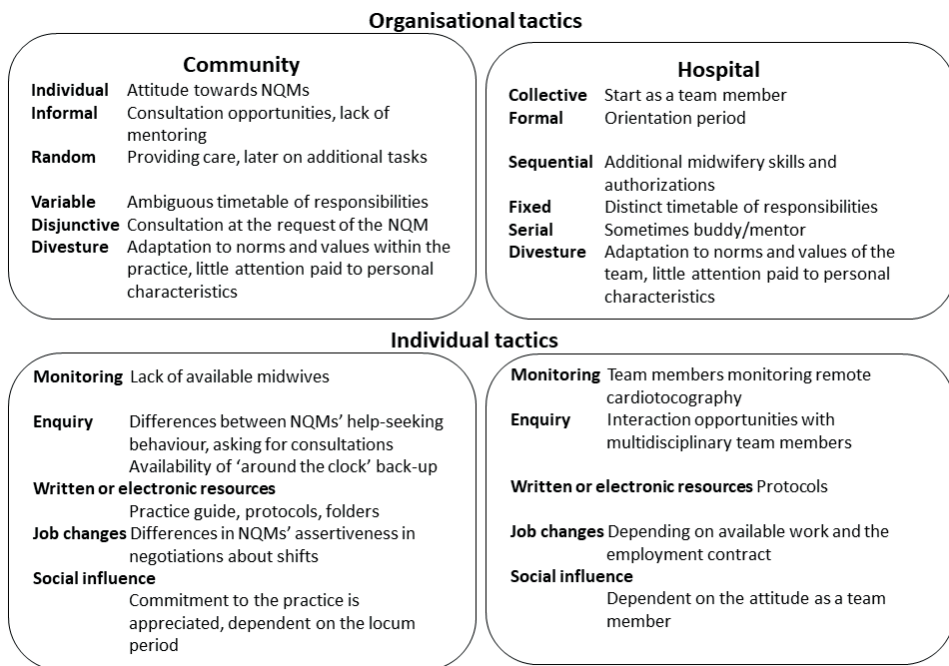 Organisational tactics
Community
Individual Attitude towards NQMs
Informal Consultation opportunities, lack of
mentoring
Random Providing care, later on additional tasks
Variable Ambiguous timetable of responsibilities
Disjunctive Consultation at the request of the NQM
Divesture Adaptation to norms and values within the
practice, little attention paid to personal
characteristics
Hospital
Collective Start as a team member
Formal Orientation period
Sequential Additional midwifery skills and
authorizations
Fixed Distinct timetable of responsibilities
Serial Sometimes buddy/mentor
Divesture Adaptation to norms and values of the
team, little attention paid to personal
characteristics
Individual tactics
Monitoring Lack of available midwives
Enquiry Differences between NQMs' help-seeking
behaviour, asking for consultations
Availability of 'around the clock' back-up
Written or electronic resources
Practice guide, protocols, folders
Job changes Differences in NQMs' assertiveness in
negotiations about shifts
Social influence
Commitment to the practice is
appreciated, dependent on the locum
period
Monitoring Team members monitoring remote
cardiotocography
Enquiry Interaction opportunities with
multidisciplinary team members
Written or electronic resources Protocols
Job changes Depending on available work and the
employment contract
Social influence
Dependent on the attitude as a team
member